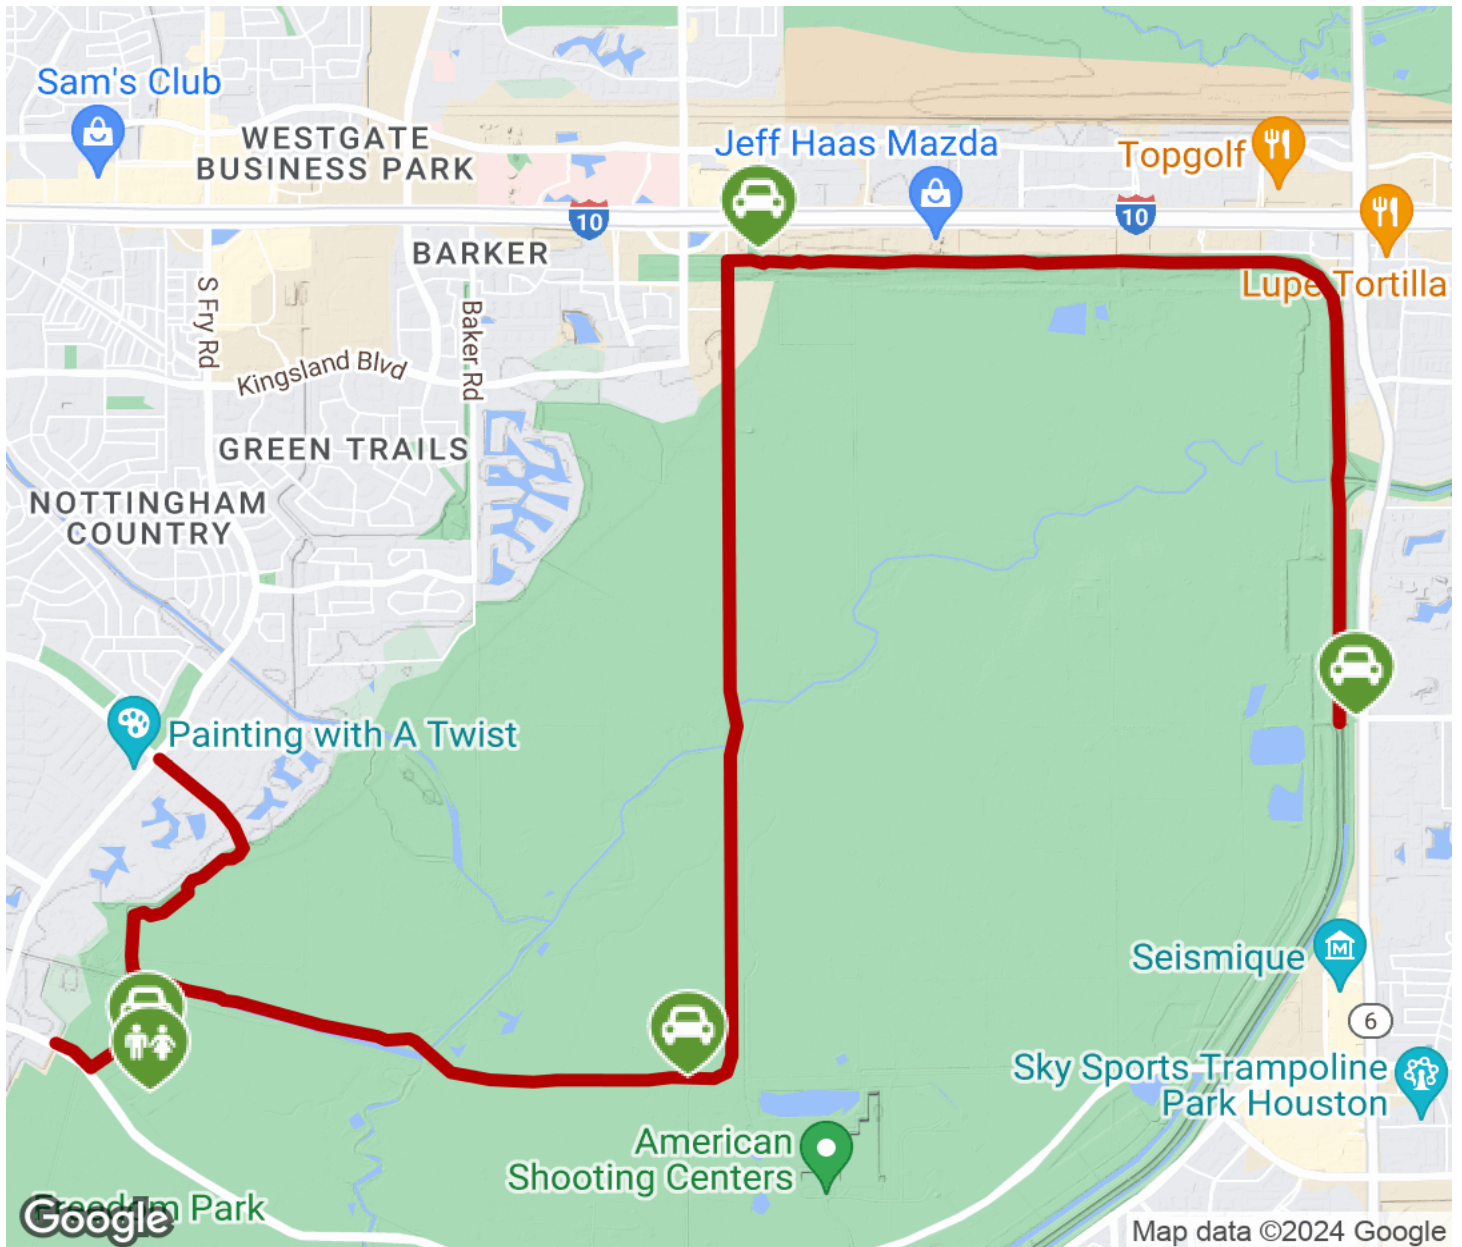 Sam's Club
WESTGATE
BUSINESS PARK
Jeff Haas Mazda
Topgolf
10
10
BARKER
Lupe Tortilla
S Fry Rd
Baker Rd
Kingsland Blvd
GREEN TRAILS
NOTTINGHAM
COUNTRY
Painting with A Twist
Seismique
M
6
Sky Sports Trampoline
Park Houston
American
Shooting Centers
Freedom Park
Google
Map data ©2024 Google